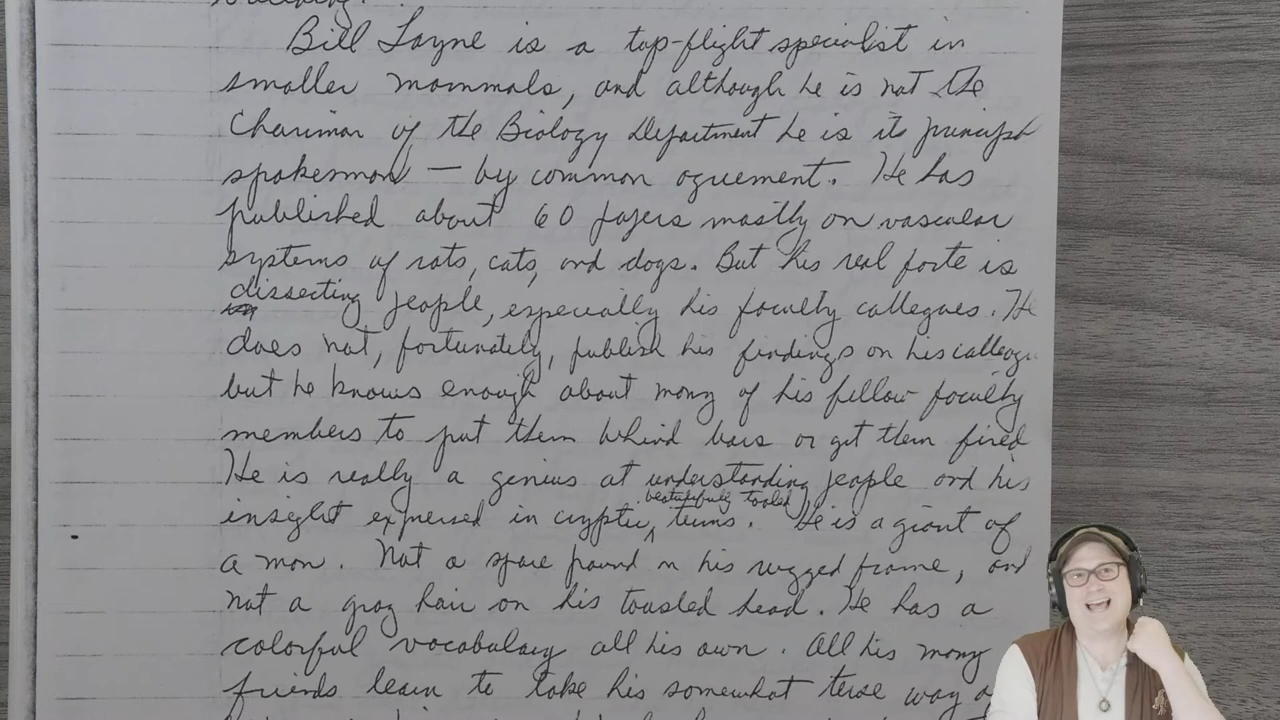 Bill Layne is a top-flight specialist in
smaller mammals, and although he is not the
Chariman of the Biology Department he is its
spokesman — by common agreement. He has
published about 60 papers mostly on vascular
systems of rats, cats, and dogs. But his real forte is
dissecting people, especially his faculty collegues. He
does not, fortunately, publish his findings on his
but he knows enough about many of his fellow faculty
members to put them behind bars or get them fired
He is really a genius at understanding people and his
beautifully tooled
insight expressed in cryptic, terms. He is a giant of
a man. Not a spare pound on his rugged frame, and
not a gray hair on his tousled head. He has a
colorful vocabulary all his own. All his many
friends learn to take his somewhat terse way